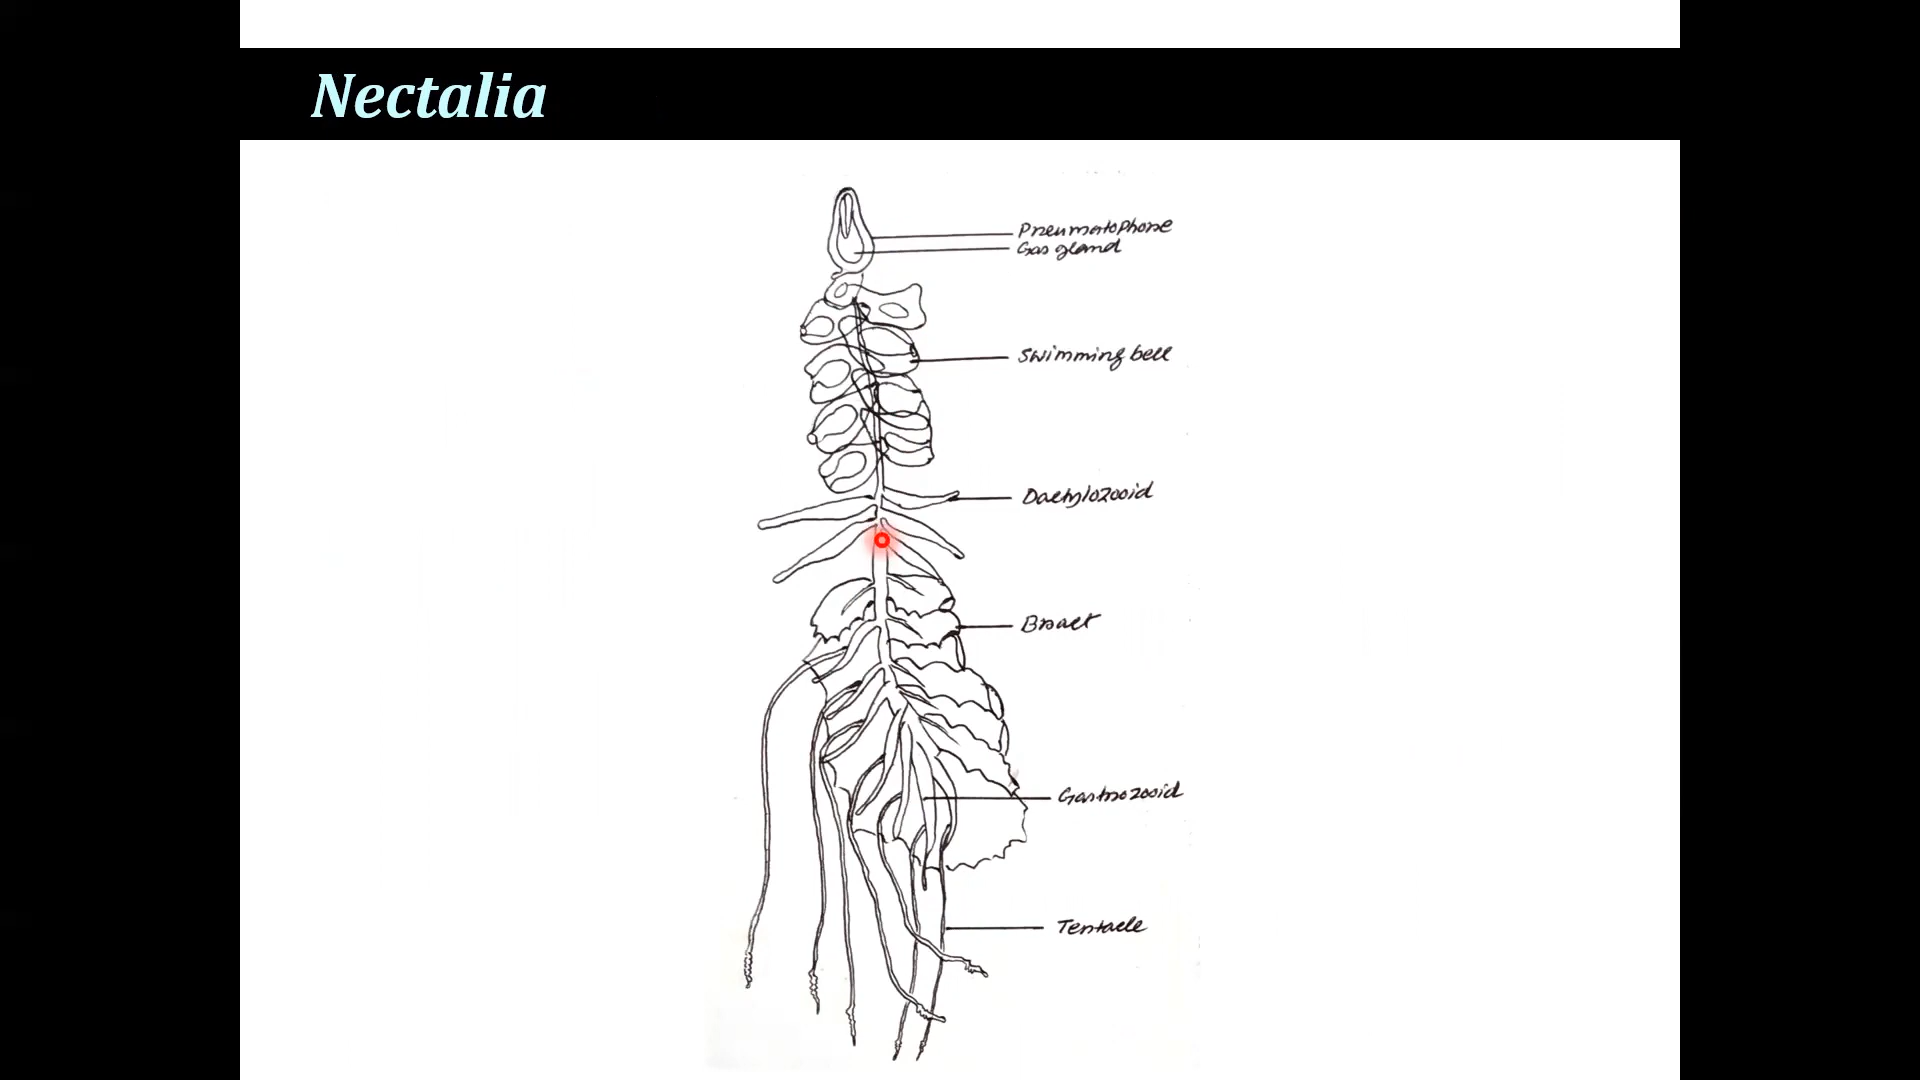 Nectalia
Pneumatophore
Gas gland
Swimming bell
Dactylozooid
Bract
Gastrozooid
Tentacle